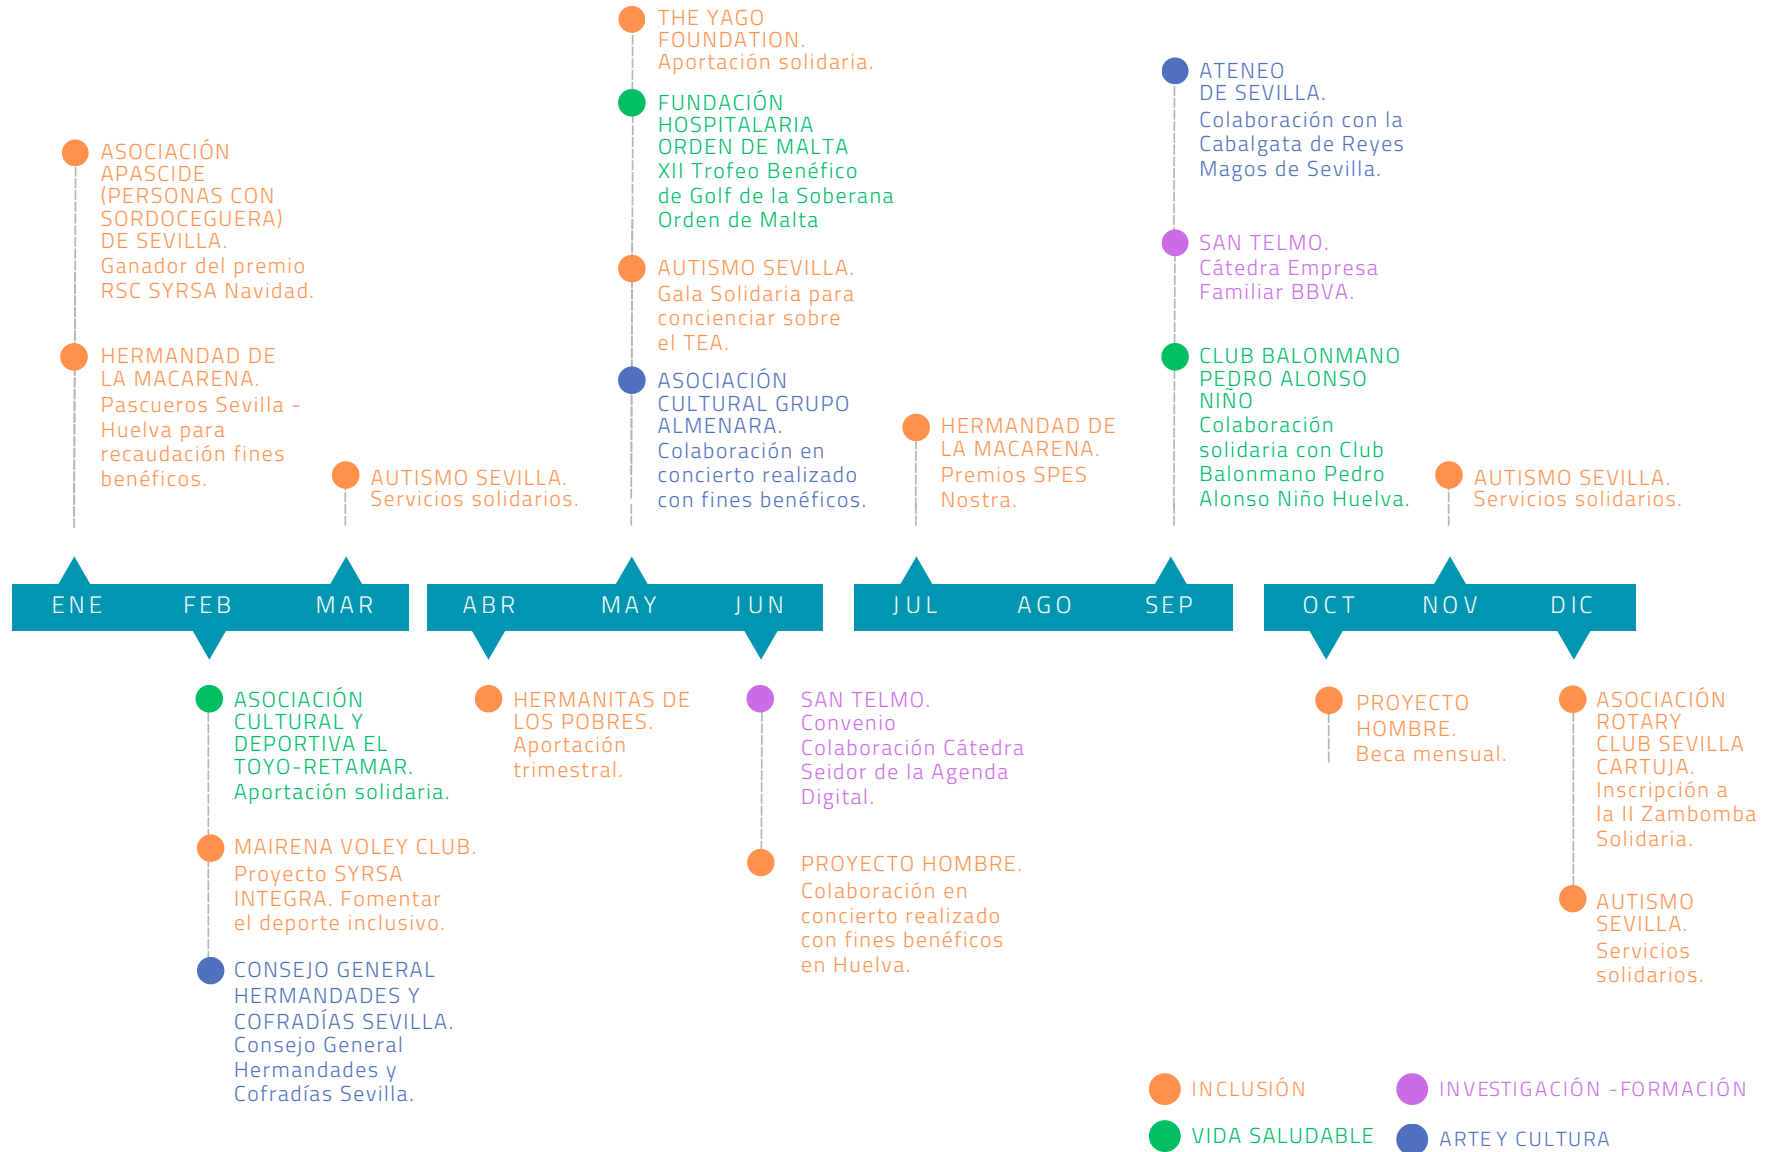 THE YAGO
FOUNDATION.
Aportación solidaria.
FUNDACIÓN
HOSPITALARIA
ORDEN DE MALTA
XII Trofeo Benéfico
de Golf de la Soberana
Orden de Malta
AUTISMO SEVILLA.
Gala Solidaria para
concienciar sobre
el TEA.
ASOCIACIÓN
CULTURAL GRUPO
ALMENARA.
Colaboración en
concierto realizado
con fines benéficos.
ASOCIACIÓN
APASCIDE
(PERSONAS CON
SORDOCEGUERA)
DE SEVILLA.
Ganador del premio
RSC SYRSA Navidad.
HERMANDAD DE
LA MACARENA.
Pascueros Sevilla -
Huelva para
recaudación fines
benéficos.
AUTISMO SEVILLA.
Servicios solidarios.
HERMANDAD DE
LA MACARENA.
Premios SPES
Nostra.
ATENEO
DE SEVILLA.
Colaboración con la
Cabalgata de Reyes
Magos de Sevilla.
SAN TELMO.
Cátedra Empresa
Familiar BBVA.
CLUB BALONMANO
PEDRO ALONSO
NIÑO
Colaboración
solidaria con Club
Balonmano Pedro
Alonso Niño Huelva.
AUTISMO SEVILLA.
Servicios solidarios.
ENE FEB MAR ABR MAY JUN JUL AGO SEP OCT NOV DIC
ASOCIACIÓN
CULTURAL Y
DEPORTIVA EL
TOYO-RETAMAR.
Aportación solidaria.
MAIRENA VOLEY CLUB.
Proyecto SYRSA
INTEGRA. Fomentar
el deporte inclusivo.
CONSEJO GENERAL
HERMANDADES Y
COFRADÍAS SEVILLA.
Consejo General
Hermandades y
Cofradías Sevilla.
HERMANITAS DE
LOS POBRES.
Aportación
trimestral.
SAN TELMO.
Convenio
Colaboración Cátedra
Seidor de la Agenda
Digital.
PROYECTO HOMBRE.
Colaboración en
concierto realizado
con fines benéficos
en Huelva.
PROYECTO
HOMBRE.
Beca mensual.
ASOCIACIÓN
ROTARY
CLUB SEVILLA
CARTUJA.
Inscripción a
la II Zambomba
Solidaria.
AUTISMO
SEVILLA.
Servicios
solidarios.
INCLUSIÓN
INVESTIGACIÓN -FORMACIÓN
VIDA SALUDABLE
ARTE Y CULTURA